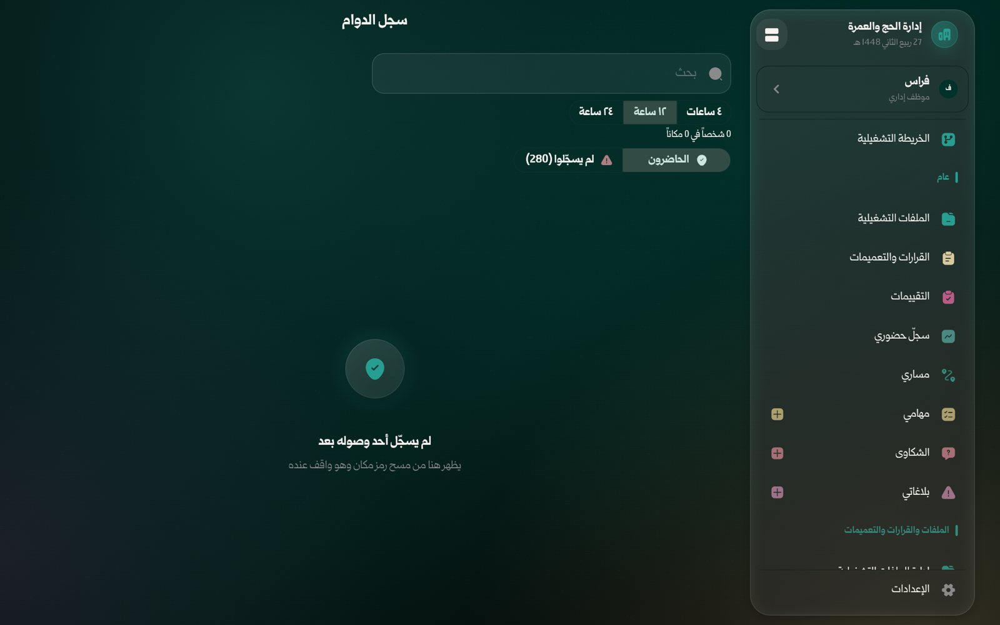 إدارة الحج والعمرة
27 ربيع الثاني 1448 هـ
ف
فراس
موظف إداري
الخريطة التشغيلية
عام
الملفات التشغيلية
القرارات والتعميمات
التقييمات
سجلّ حضوري
مساري
مهامي
الشكاوى
بلاغاتي
الملفات والقرارات والتعميمات
الإعدادات
سجل الدوام
بحث
٤ ساعات
١٢ ساعة
٢٤ ساعة
0 شخصاً في 0 مكاناً
الحاضرون
لم يسجّلوا (280)
لم يسجّل أحد وصوله بعد
يظهر هنا من مسح رمز مكان وهو واقف عنده